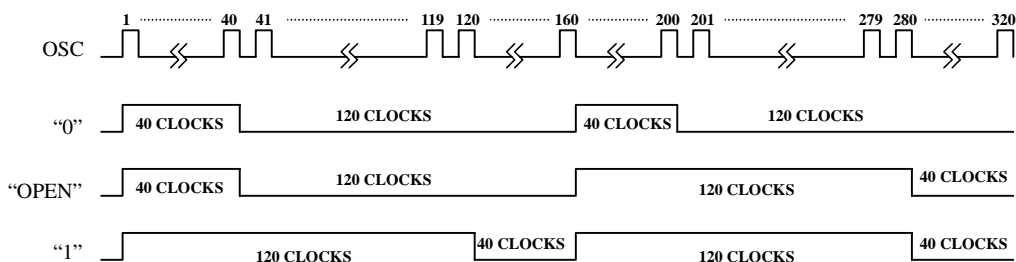 1 40 41 119 120 160 200 201 279 280 320
OSC
“0” 40 CLOCKS 120 CLOCKS 40 CLOCKS 120 CLOCKS
“OPEN” 40 CLOCKS 120 CLOCKS 120 CLOCKS 40 CLOCKS
“1” 120 CLOCKS 40 CLOCKS 120 CLOCKS 40 CLOCKS